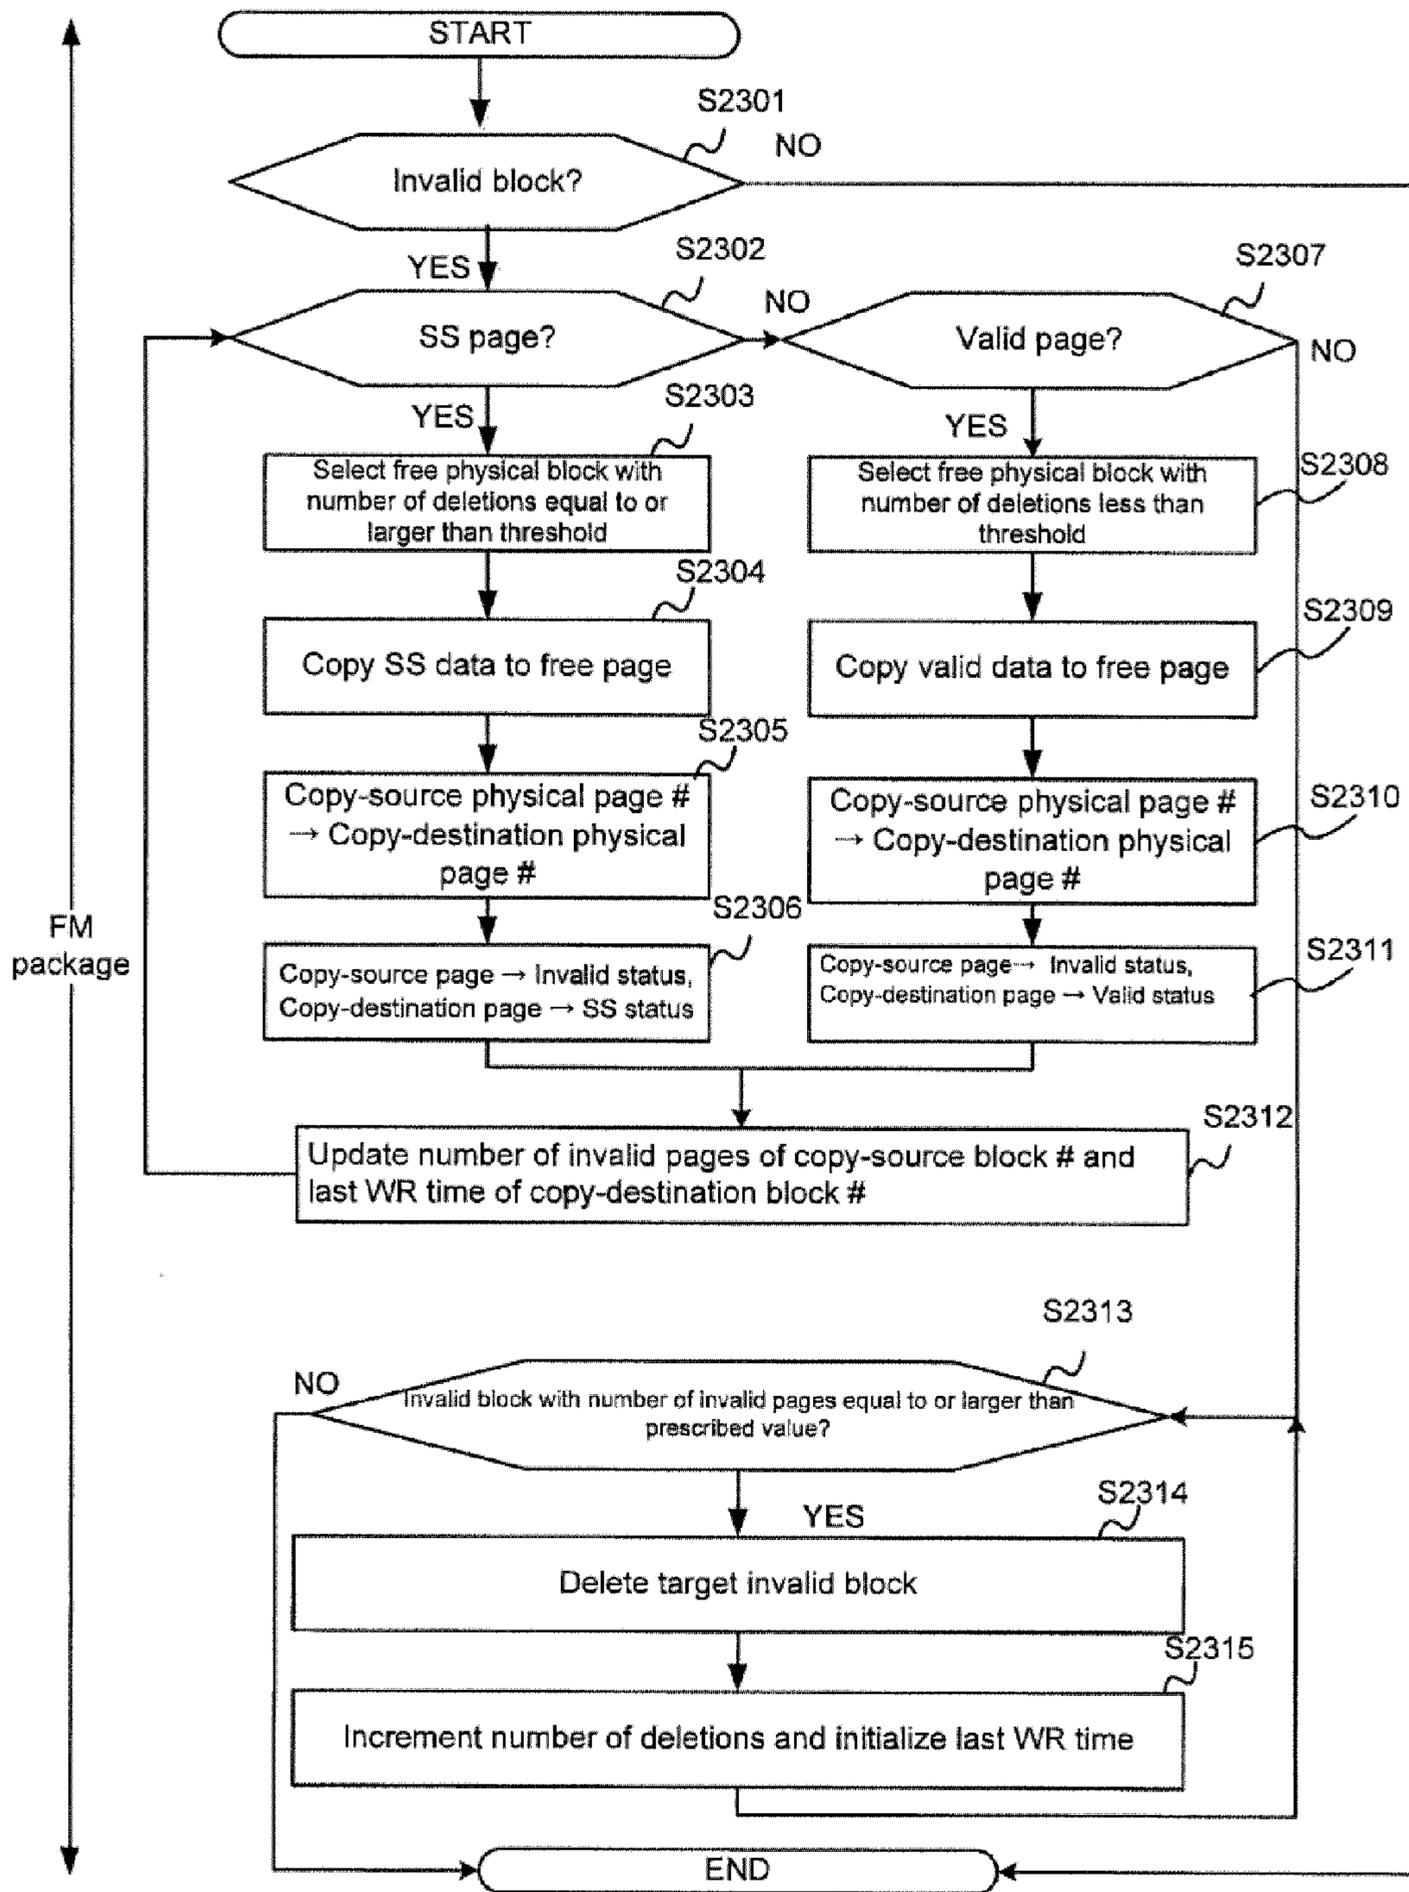 START
S2301
NO
Invalid block?
YES
S2302
S2307
NO
SS page?
Valid page?
NO
YES
S2303
YES
Select free physical block with
number of deletions equal to or
larger than threshold
Select free physical block with
number of deletions less than
threshold
S2308
S2304
Copy SS data to free page
Copy valid data to free page
S2309
S2305
Copy-source physical page #
→ Copy-destination physical
page #
Copy-source physical page #
→ Copy-destination physical
page #
S2310
S2306
Copy-source page → Invalid status,
Copy-destination page → SS status
Copy-source page→ Invalid status,
Copy-destination page → Valid status
S2311
FM
package
S2312
Update number of invalid pages of copy-source block # and
last WR time of copy-destination block #
S2313
NO
Invalid block with number of invalid pages equal to or larger than
prescribed value?
YES
S2314
Delete target invalid block
S2315
Increment number of deletions and initialize last WR time
END